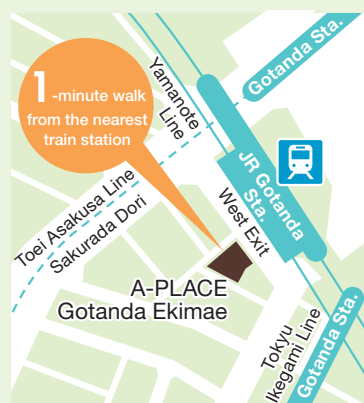 1-minute walk
from the nearest
train station
Yamanote
Line
Gotanda Sta.
JR Gotanda
Sta.
West Exit
Toei Asakusa Line
Sakurada Dori
A-PLACE
Gotanda Ekimae
Tokyu
Ikegami Line
Gotanda Sta.